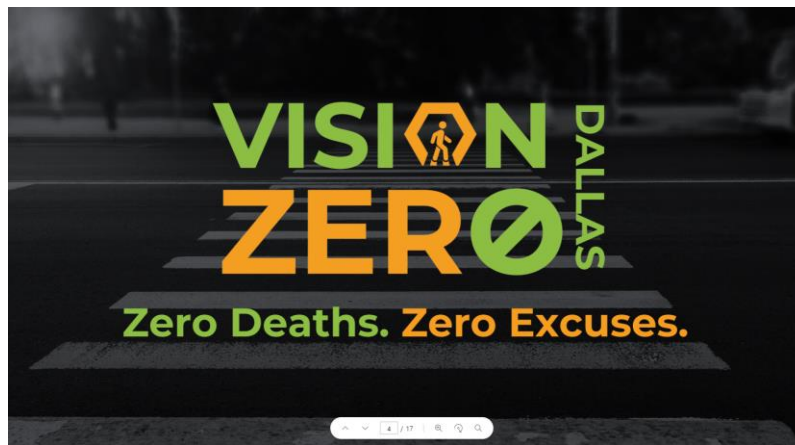 VISION
ZERO
DALLAS
Zero Deaths. Zero Excuses.
4 / 17